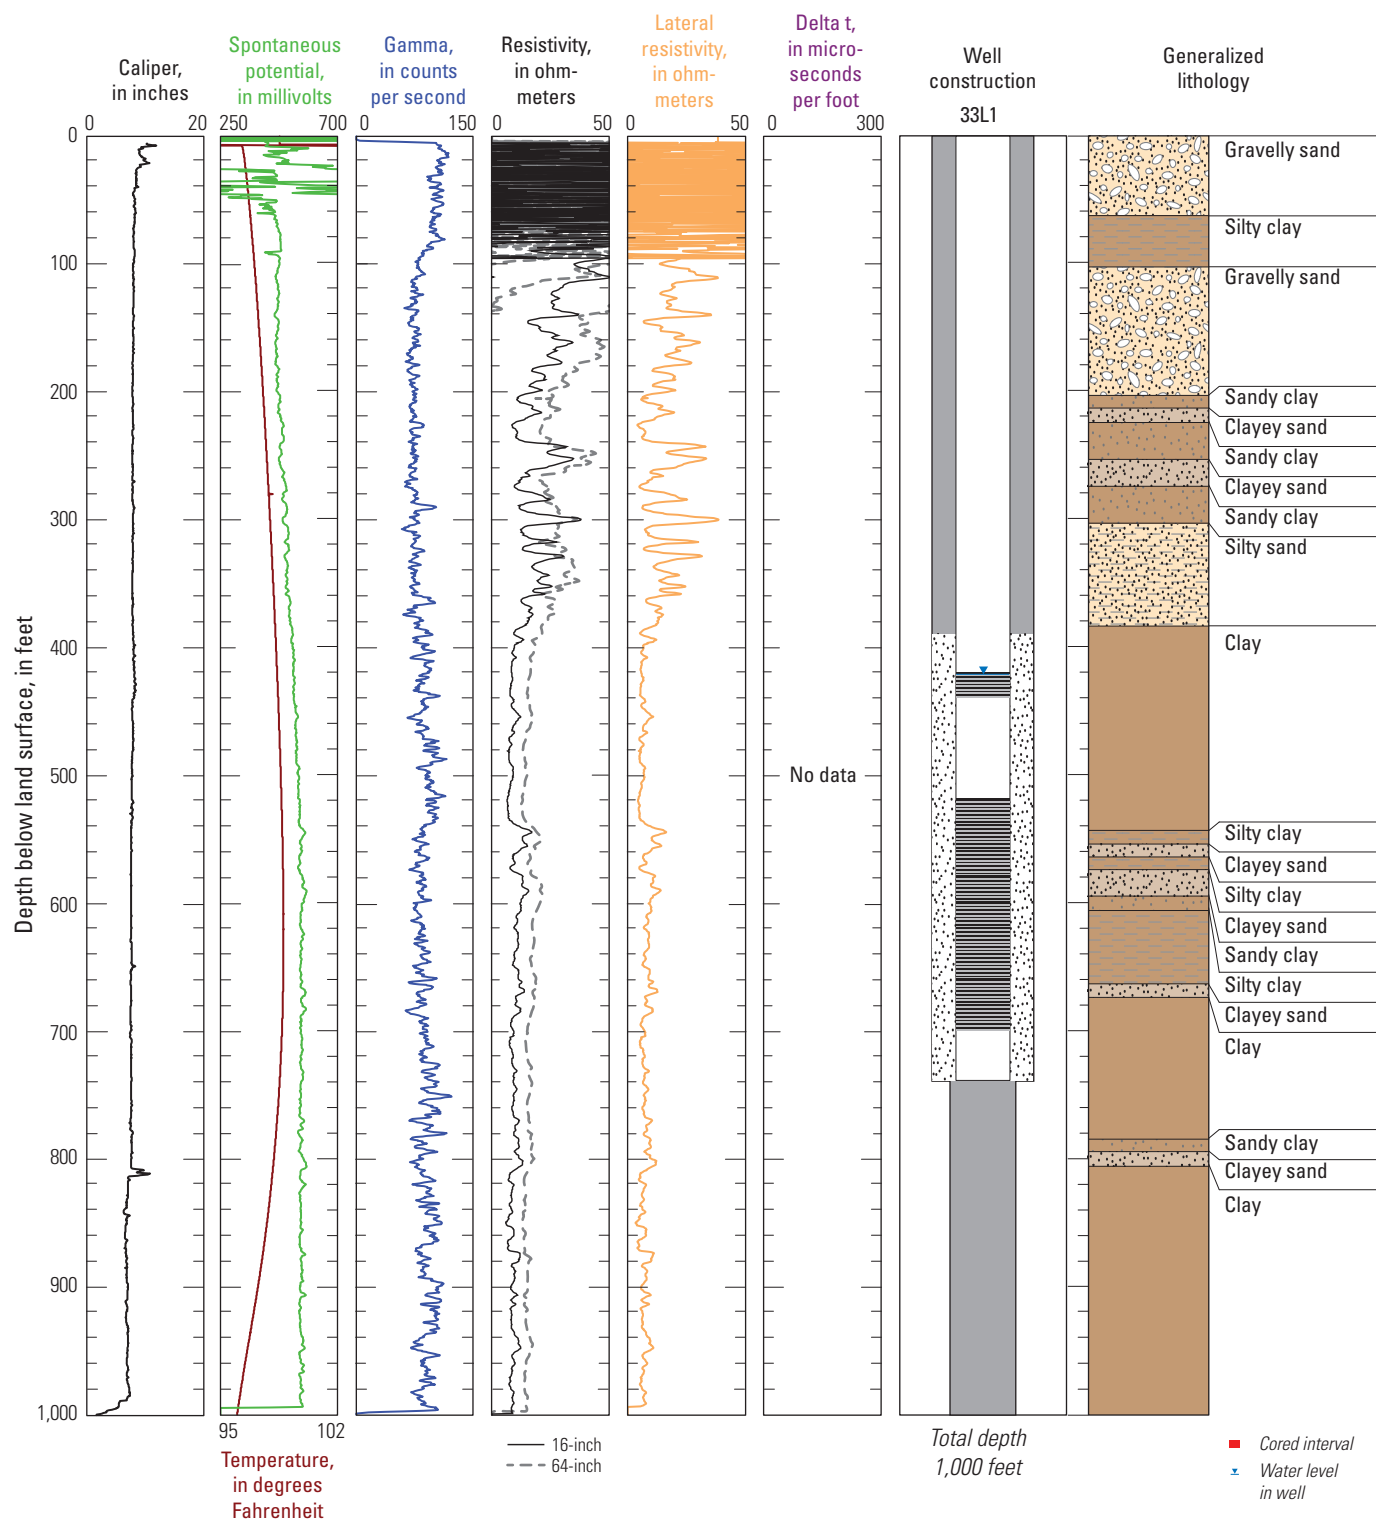 Caliper,
in inches
Spontaneous
potential,
in millivolts
Gamma,
in counts
per second
Resistivity,
in ohm-
meters
Lateral
resistivity,
in ohm-
meters
Delta t,
in micro-
seconds
per foot
Well
construction
33L1
Generalized
lithology
0 20 250 700 0 150 0 50 0 50 0 300
Depth below land surface, in feet
0
100
200
300
400
500
600
700
800
900
1,000
No data
Gravelly sand
Silty clay
Gravelly sand
Sandy clay
Clayey sand
Sandy clay
Clayey sand
Sandy clay
Silty sand
Clay
Silty clay
Clayey sand
Silty clay
Clayey sand
Sandy clay
Silty clay
Clayey sand
Clay
Sandy clay
Clayey sand
Clay
95 102
Temperature,
in degrees
Fahrenheit
16-inch
64-inch
Total depth
1,000 feet
Cored interval
Water level
in well